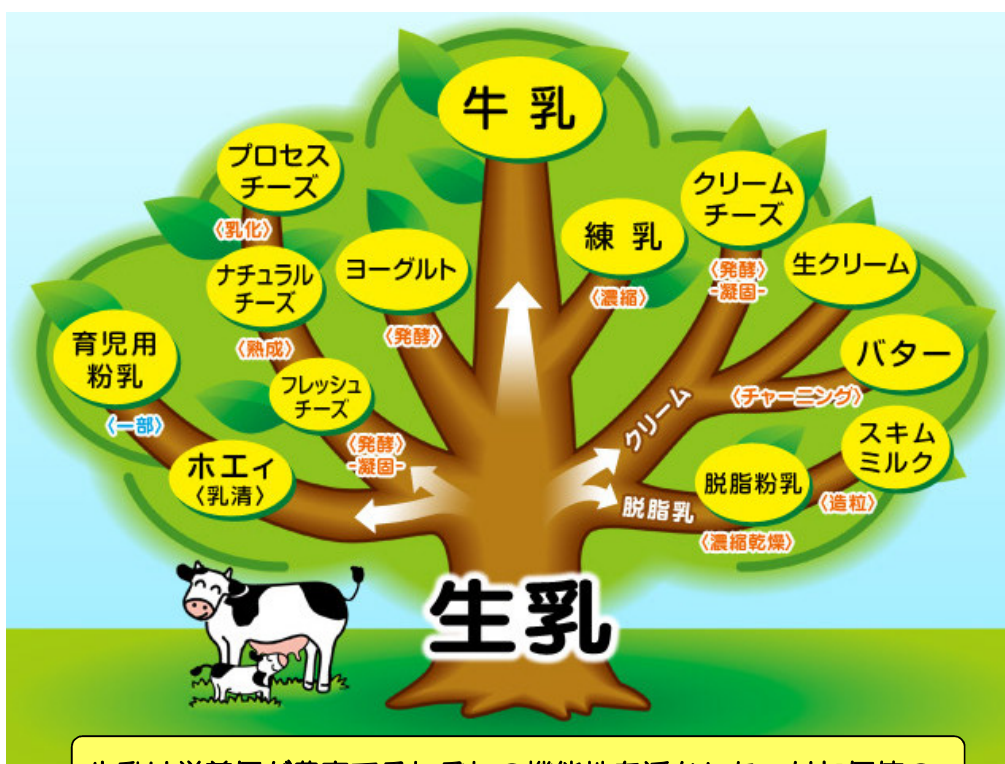 牛乳
プロセス
チーズ
〈乳化〉
ナチュラル
チーズ
〈熟成〉
フレッシュ
チーズ
〈発酵〉
-凝固-
ヨーグルト
〈発酵〉
育児用
粉乳
〈一部〉
ホエイ
〈乳清〉
練乳
〈濃縮〉
クリーム
チーズ
〈発酵〉
-凝固-
生クリーム
バター
〈チャーニング〉
クリーム
スキム
ミルク
〈造粒〉
脱脂粉乳
〈濃縮乾燥〉
脱脂乳
生乳